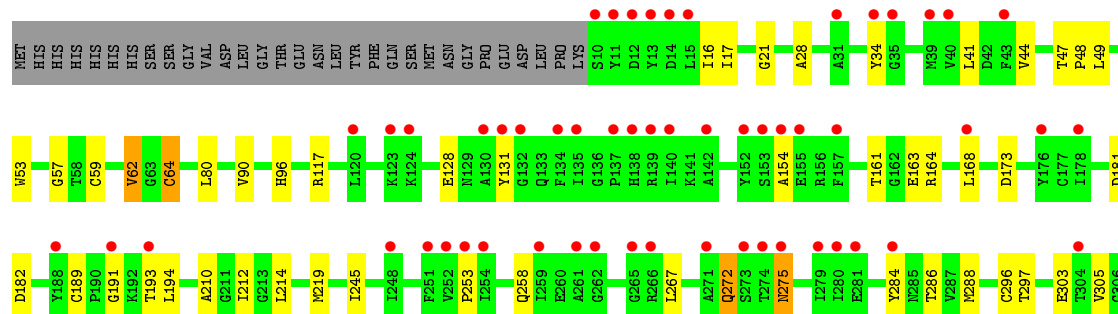 MET HIS HIS HIS HIS HIS HIS SER SER GLY VAL ASP LEU GLY THR GLU ASN LEU TYR PHE GLN SER MET ASN GLY PRO GLU ASP LEU PRO LYS S10 Y11 D12 Y13 D14 L15 I16 I17 G21 A28 A31 Y34 G35 M39 V40 L41 D42 F43 V44 T47 P48 L49
W53 G57 T58 C59 V62 G63 C64 L80 V90 H96 R117 L120 K123 K124 E128 N129 A130 Y131 G132 Q133 F134 I135 G136 P137 H138 R139 I140 K141 A142 Y152 S153 A154 E155 R156 F157 T161 G162 E163 R164 L168 D173 Y176 C177 I178 D181
D182 Y188 C189 P190 G191 K192 T193 L194 A210 G211 I212 G213 L214 M219 I245 I248 F251 V252 P253 I254 Q258 I259 E260 A261 G262 G265 R266 L267 A271 Q272 S273 T274 N275 I279 I280 E281 Y284 N285 T286 V287 M288 C296 T297 E303 T304 V305